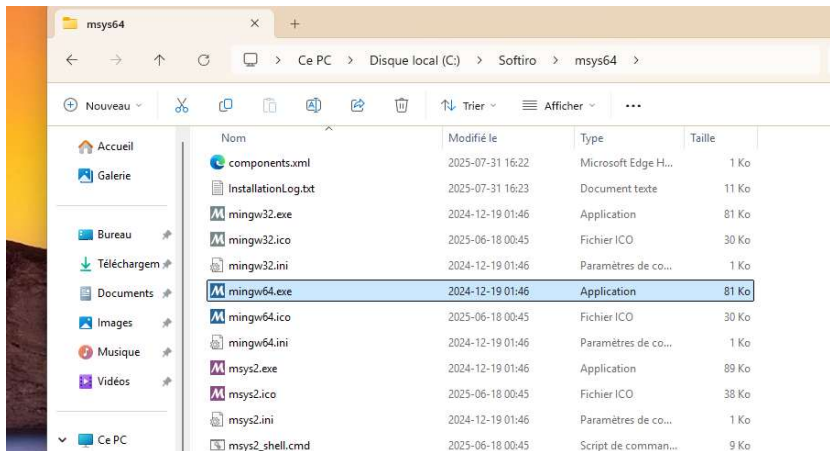 msys64
Ce PC > Disque local (C:) > Softiro > msys64 >
Nouveau Trier Afficher ...
Nom Modifié le Type Taille
Accueil
Galerie
Bureau
Téléchargem
Documents
Images
Musique
Vidéos
Ce PC
components.xml 2025-07-31 16:22 Microsoft Edge H... 1 Ko
InstallationLog.txt 2025-07-31 16:23 Document texte 11 Ko
mingw32.exe 2024-12-19 01:46 Application 81 Ko
mingw32.ico 2025-06-18 00:45 Fichier ICO 30 Ko
mingw32.ini 2024-12-19 01:46 Paramètres de co... 1 Ko
mingw64.exe 2024-12-19 01:46 Application 81 Ko
mingw64.ico 2025-06-18 00:45 Fichier ICO 30 Ko
mingw64.ini 2024-12-19 01:46 Paramètres de co... 1 Ko
msys2.exe 2024-12-19 01:46 Application 89 Ko
msys2.ico 2025-06-18 00:45 Fichier ICO 38 Ko
msys2.ini 2024-12-19 01:46 Paramètres de co... 1 Ko
msys2_shell.cmd 2025-06-18 00:45 Script de comman... 9 Ko